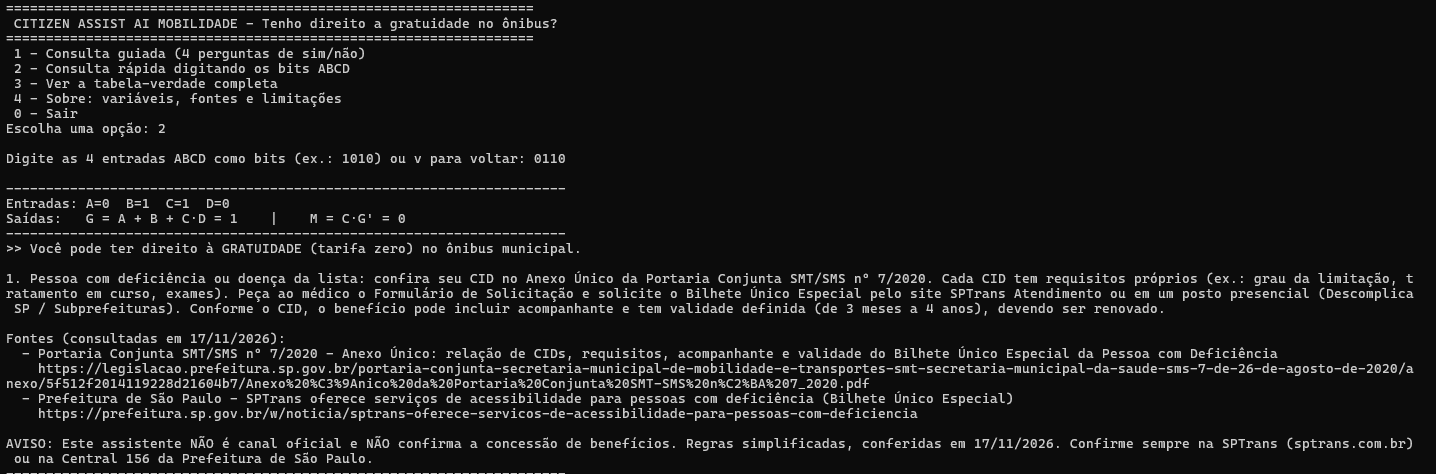 ==================================================================
CITIZEN ASSIST AI MOBILIDADE - Tenho direito a gratuidade no ônibus?
==================================================================
1 - Consulta guiada (4 perguntas de sim/não)
2 - Consulta rápida digitando os bits ABCD
3 - Ver a tabela-verdade completa
4 - Sobre: variáveis, fontes e limitações
0 - Sair
Escolha uma opção: 2
Digite as 4 entradas ABCD como bits (ex.: 1010) ou v para voltar: 0110
----------------------------------------------------------------------
Entradas: A=0  B=1  C=1  D=0
Saídas:   G = A + B + C·D = 1    |    M = C·G' = 0
----------------------------------------------------------------------
>> Você pode ter direito à GRATUIDADE (tarifa zero) no ônibus municipal.
1. Pessoa com deficiência ou doença da lista: confira seu CID no Anexo Único da Portaria Conjunta SMT/SMS nº 7/2020. Cada CID tem requisitos próprios (ex.: grau da limitação, t
ratamento em curso, exames). Peça ao médico o Formulário de Solicitação e solicite o Bilhete Único Especial pelo site SPTrans Atendimento ou em um posto presencial (Descomplica
SP / Subprefeituras). Conforme o CID, o benefício pode incluir acompanhante e tem validade definida (de 3 meses a 4 anos), devendo ser renovado.
Fontes (consultadas em 17/11/2026):
- Portaria Conjunta SMT/SMS nº 7/2020 - Anexo Único: relação de CIDs, requisitos, acompanhante e validade do Bilhete Único Especial da Pessoa com Deficiência
https://legislacao.prefeitura.sp.gov.br/portaria-conjunta-secretaria-municipal-de-mobilidade-e-transportes-smt-secretaria-municipal-da-saude-sms-7-de-26-de-agosto-de-2020/a
nexo/5f512f2014119228d21604b7/Anexo%20%C3%9Anico%20da%20Portaria%20Conjunta%20SMT-SMS%20n%C2%BA%207_2020.pdf
- Prefeitura de São Paulo - SPTrans oferece serviços de acessibilidade para pessoas com deficiência (Bilhete Único Especial)
https://prefeitura.sp.gov.br/w/noticia/sptrans-oferece-servicos-de-acessibilidade-para-pessoas-com-deficiencia
AVISO: Este assistente NÃO é canal oficial e NÃO confirma a concessão de benefícios. Regras simplificadas, conferidas em 17/11/2026. Confirme sempre na SPTrans (sptrans.com.br)
ou na Central 156 da Prefeitura de São Paulo.
----------------------------------------------------------------------